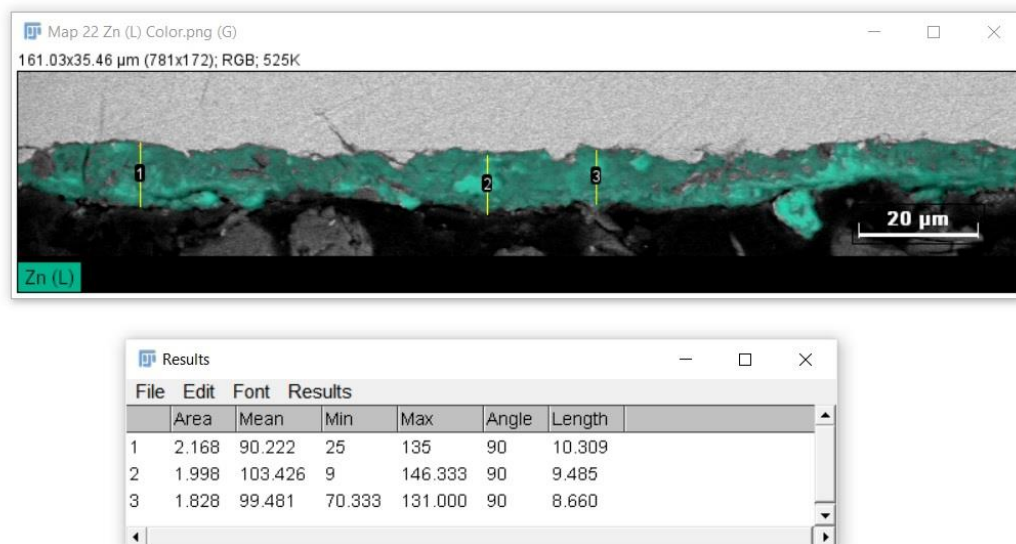 Map 22 Zn (L) Color.png (G)
161.03x35.46 µm (781x172); RGB; 525K
1
2
3
20 µm
Zn (L)
Results
File Edit Font Results
Area Mean Min Max Angle Length
1 2.168 90.222 25 135 90 10.309
2 1.998 103.426 9 146.333 90 9.485
3 1.828 99.481 70.333 131.000 90 8.660